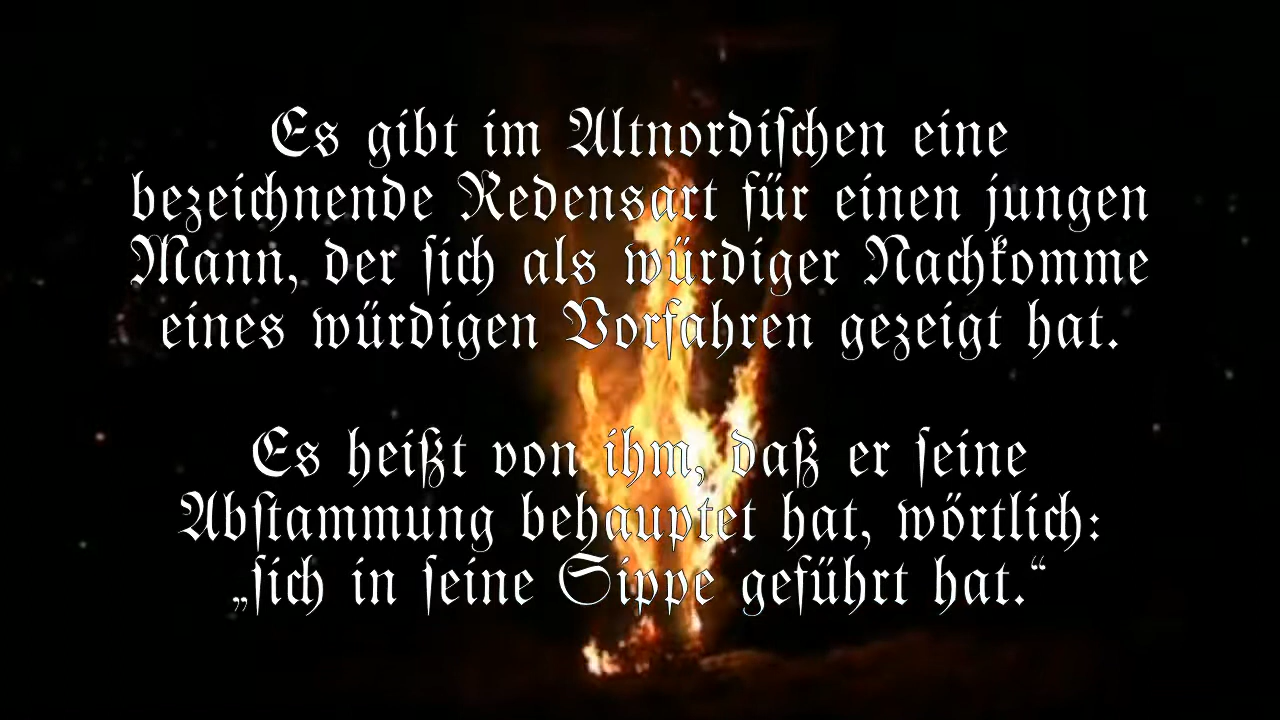 Es gibt im Altnordiſchen eine
bezeichnende Redensart für einen jungen
Mann, der ſich als würdiger Nachkomme
eines würdigen Vorfahren gezeigt hat.
Es heißt von ihm, daß er ſeine
Abſtammung behauptet hat, wörtlich:
„ſich in ſeine Sippe geführt hat.“